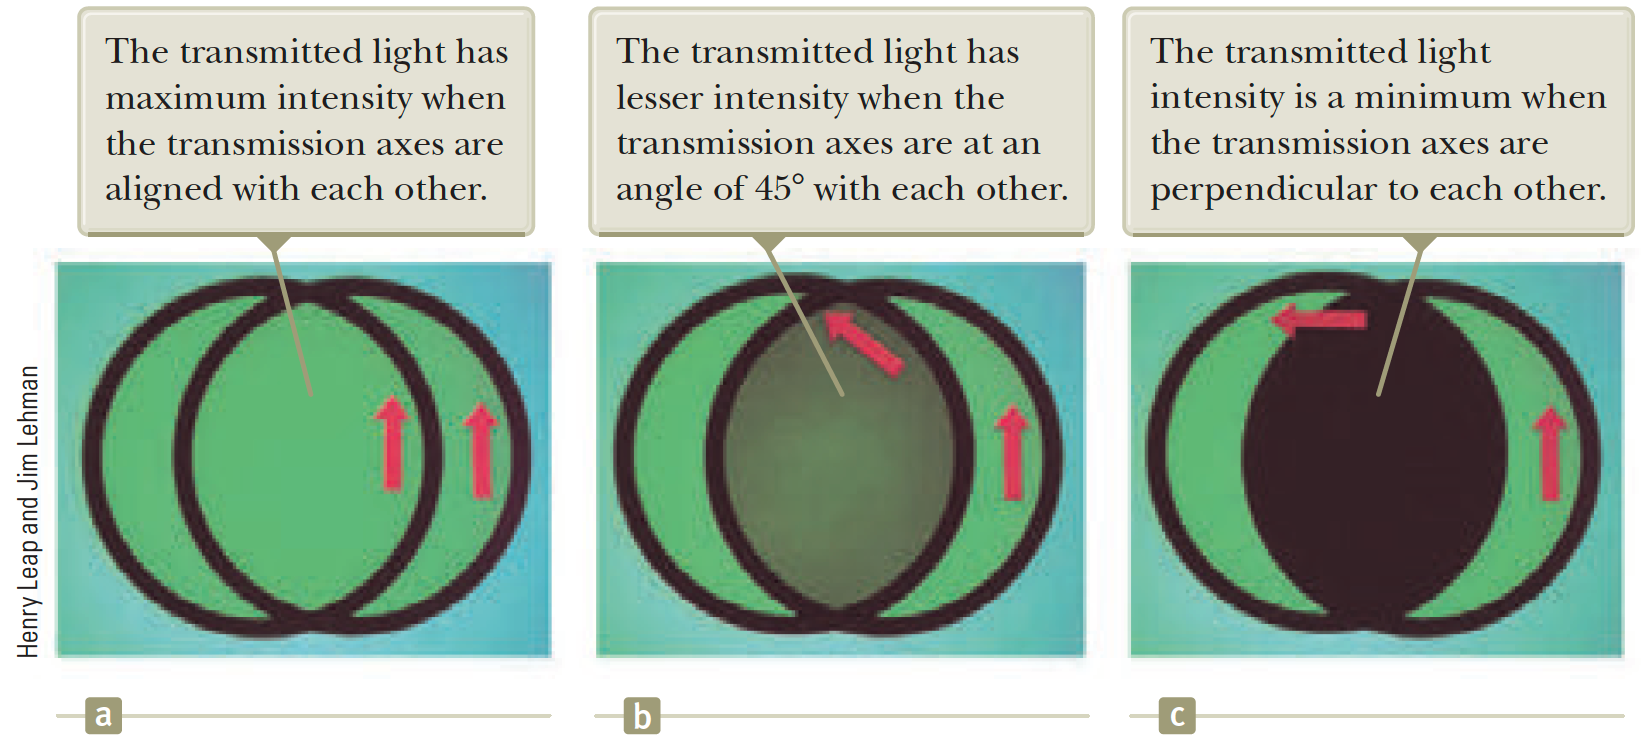 The transmitted light has
maximum intensity when
the transmission axes are
aligned with each other.
The transmitted light has
lesser intensity when the
transmission axes are at an
angle of 45° with each other.
The transmitted light
intensity is a minimum when
the transmission axes are
perpendicular to each other.
Henry Leap and Jim Lehman
a
b
c